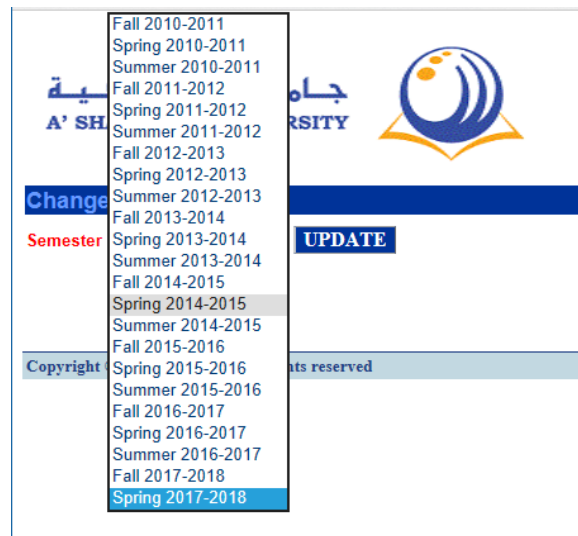 Fall 2010-2011
Spring 2010-2011
Summer 2010-2011
Fall 2011-2012
Spring 2011-2012
Summer 2011-2012
Fall 2012-2013
Spring 2012-2013
Summer 2012-2013
Fall 2013-2014
Spring 2013-2014
Summer 2013-2014
Fall 2014-2015
Spring 2014-2015
Summer 2014-2015
Fall 2015-2016
Spring 2015-2016
Summer 2015-2016
Fall 2016-2017
Spring 2016-2017
Summer 2016-2017
Fall 2017-2018
Spring 2017-2018
A' SH
RSITY
Change
Semester
UPDATE
Copyright
hts reserved